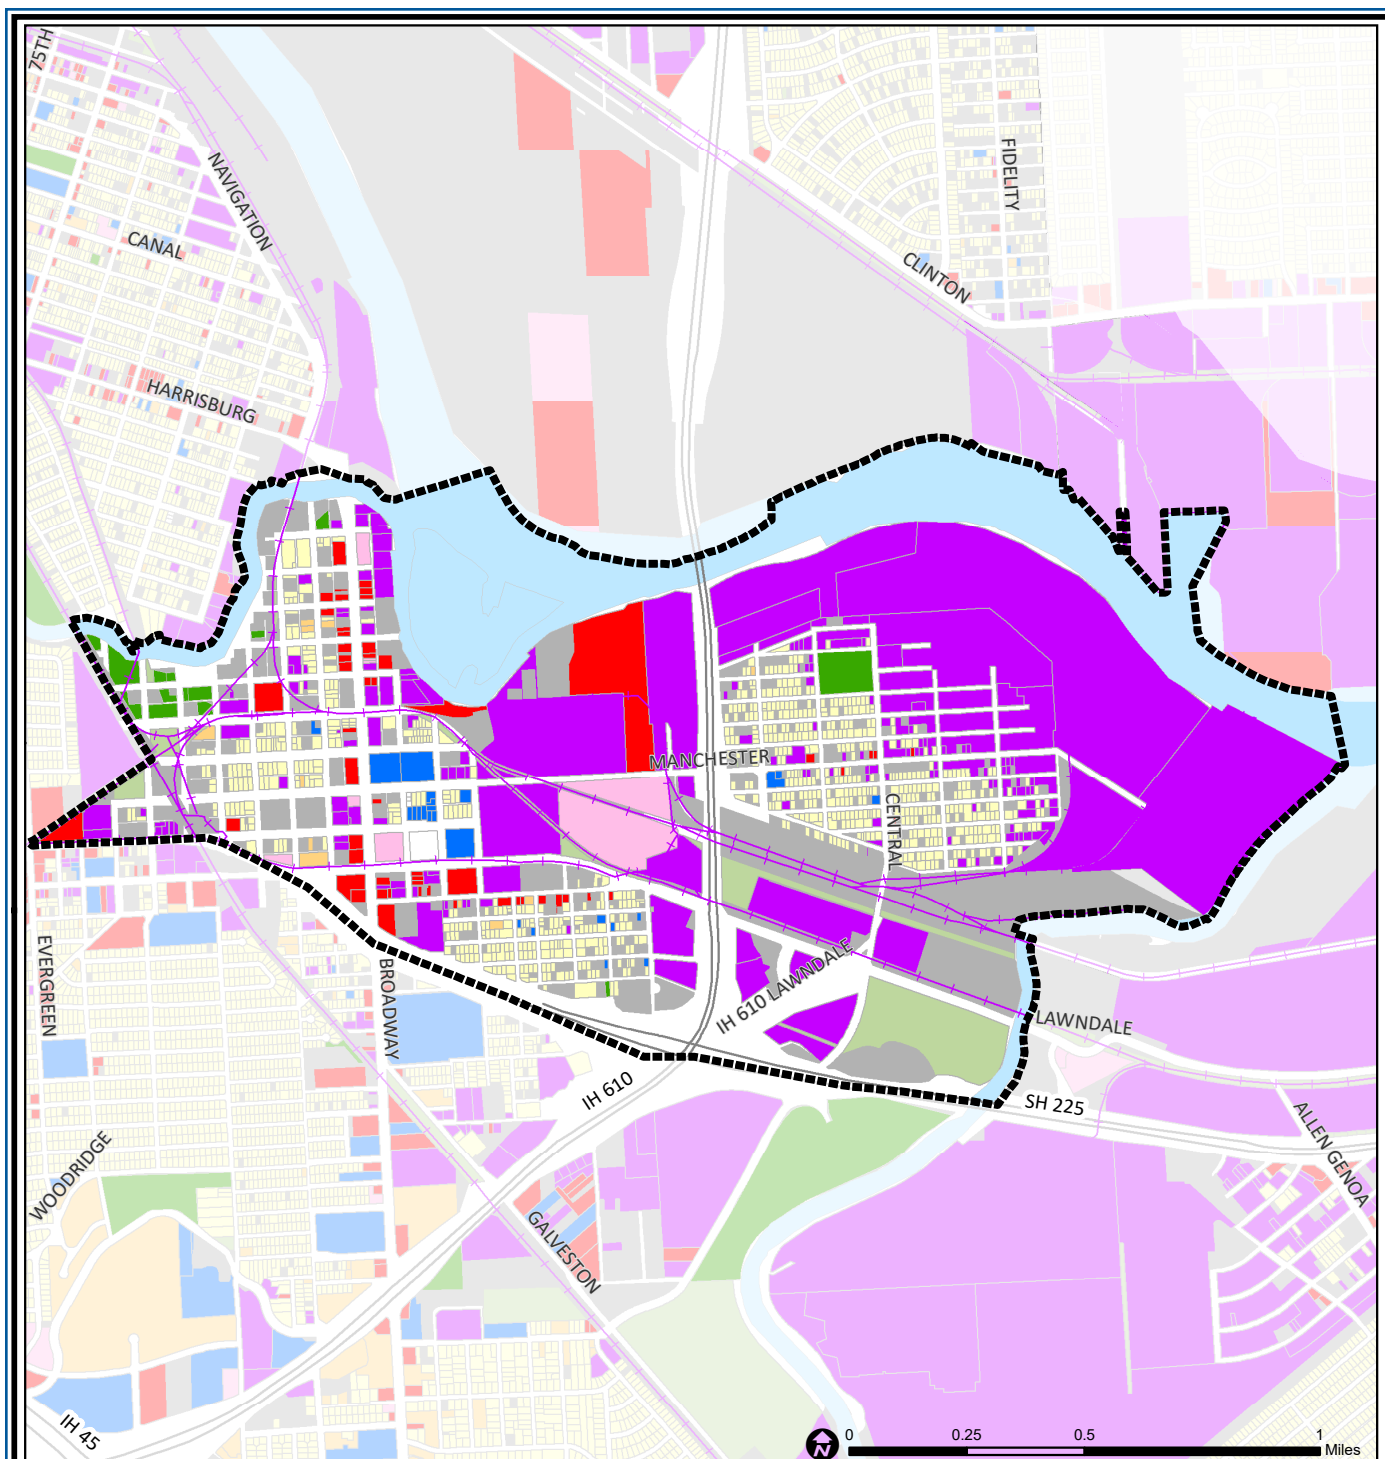 75TH
NAVIGATION
FIDELITY
CANAL
CLINTON
HARRISBURG
MANCHESTER
CENTRAL
EVERGREEN
BROADWAY
IH 610 LAWNDALE
LAWNDALE
IH 610
SH 225
ALLEN GENOA
WOODRIDGE
GALVESTON
IH 45
N
0 0.25 0.5 1
Miles